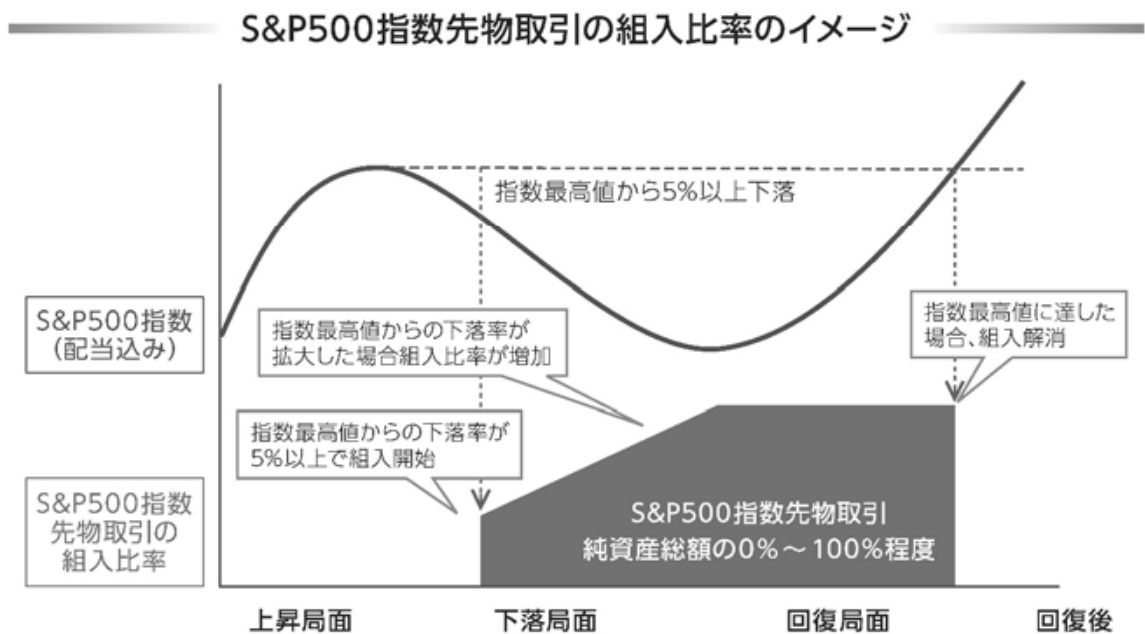 S&P500指数先物取引の組入比率のイメージ
指数最高値から5%以上下落
S&P500指数
(配当込み)
指数最高値からの下落率が
拡大した場合組入比率が増加
指数最高値に達した
場合、組入解消
指数最高値からの下落率が
5%以上で組入開始
S&P500指数
先物取引の
組入比率
S&P500指数先物取引
純資産総額の0%～100%程度
上昇局面
下落局面
回復局面
回復後